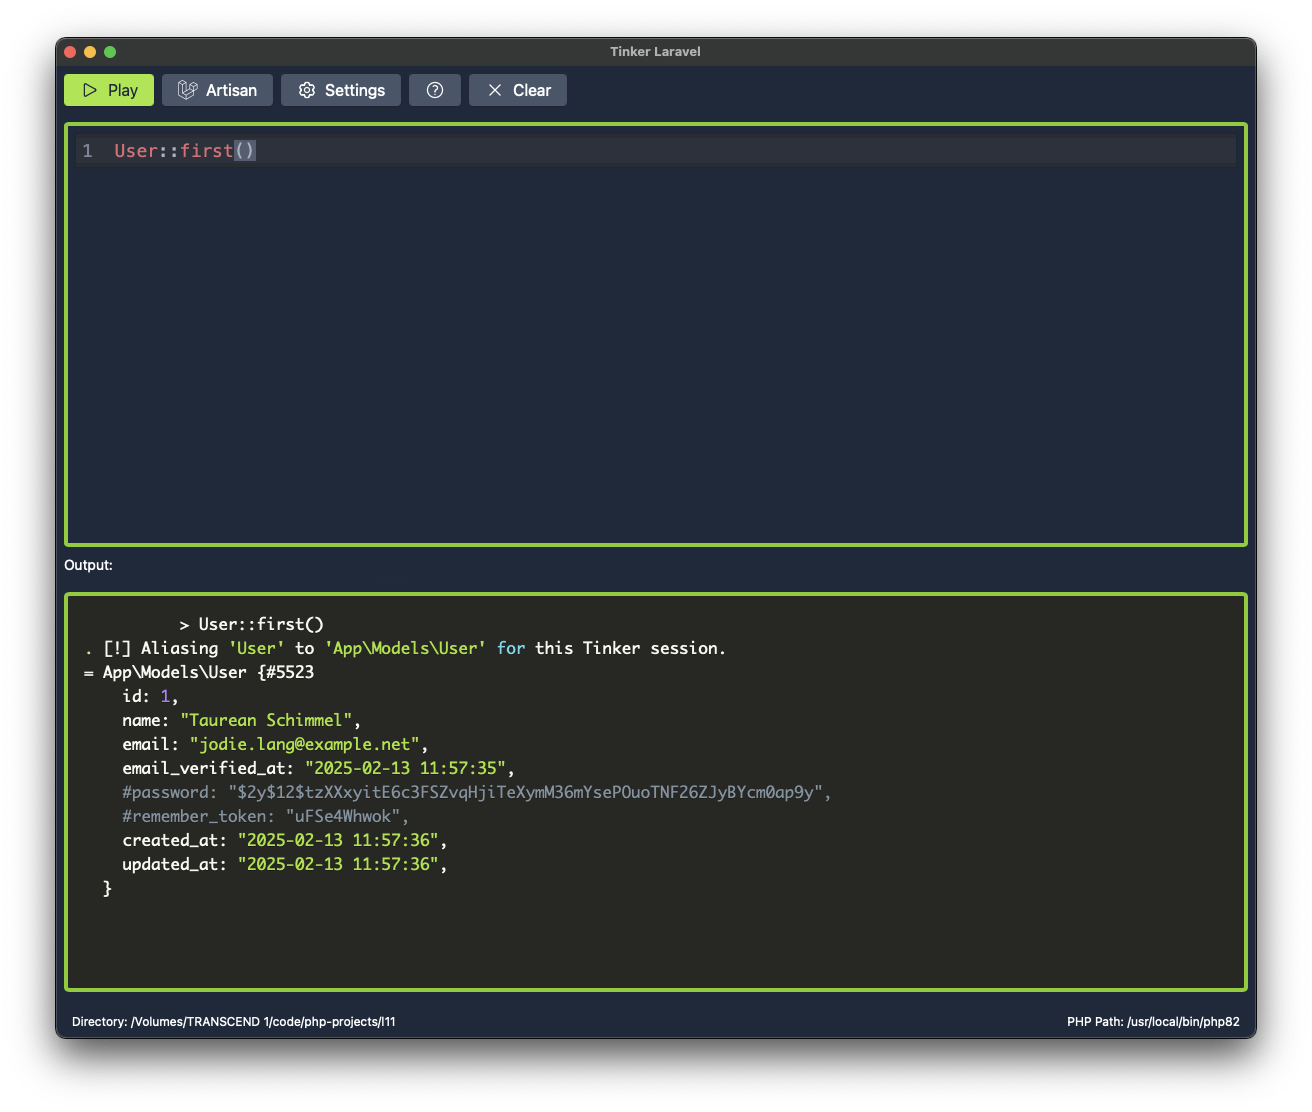 Tinker Laravel
Play Artisan Settings ? Clear
1 User::first()
Output:
> User::first()
. [!] Aliasing 'User' to 'App\Models\User' for this Tinker session.
= App\Models\User {#5523
id: 1,
name: "Taurean Schimmel",
email: "jodie.lang@example.net",
email_verified_at: "2025-02-13 11:57:35",
#password: "$2y$12$tzXXxyitE6c3FSZvqHjiTeXymM36mYsePOuoTNF26ZJyBYcm0ap9y",
#remember_token: "uFSe4Whwok",
created_at: "2025-02-13 11:57:36",
updated_at: "2025-02-13 11:57:36",
}
Directory: /Volumes/TRANSCEND 1/code/php-projects/l11 PHP Path: /usr/local/bin/php82